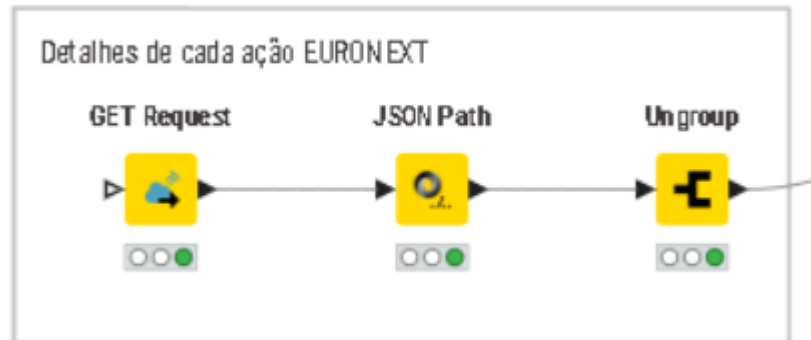 Detalhes de cada ação EURONEXT
GET Request
JSON Path
Ungroup